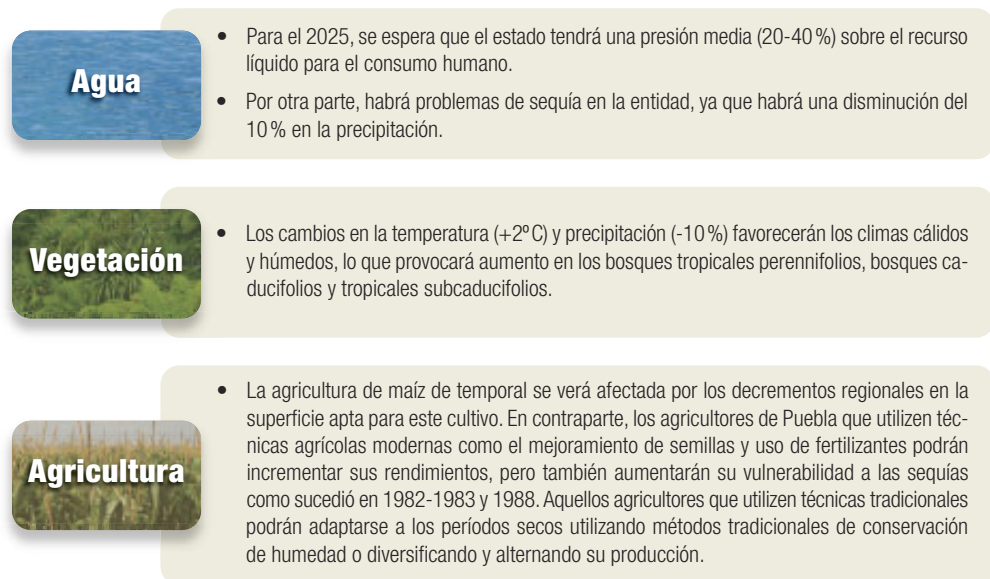 Agua
• Para el 2025, se espera que el estado tendrá una presión media (20-40 %) sobre el recurso
líquido para el consumo humano.
• Por otra parte, habrá problemas de sequía en la entidad, ya que habrá una disminución del
10 % en la precipitación.
Vegetación
• Los cambios en la temperatura (+2º C) y precipitación (-10 %) favorecerán los climas cálidos
y húmedos, lo que provocará aumento en los bosques tropicales perennifolios, bosques ca-
ducifolios y tropicales subcaducifolios.
Agricultura
• La agricultura de maíz de temporal se verá afectada por los decrementos regionales en la
superficie apta para este cultivo. En contraparte, los agricultores de Puebla que utilizen téc-
nicas agrícolas modernas como el mejoramiento de semillas y uso de fertilizantes podrán
incrementar sus rendimientos, pero también aumentarán su vulnerabilidad a las sequías
como sucedió en 1982-1983 y 1988. Aquellos agricultores que utilizen técnicas tradicionales
podrán adaptarse a los períodos secos utilizando métodos tradicionales de conservación
de humedad o diversificando y alternando su producción.